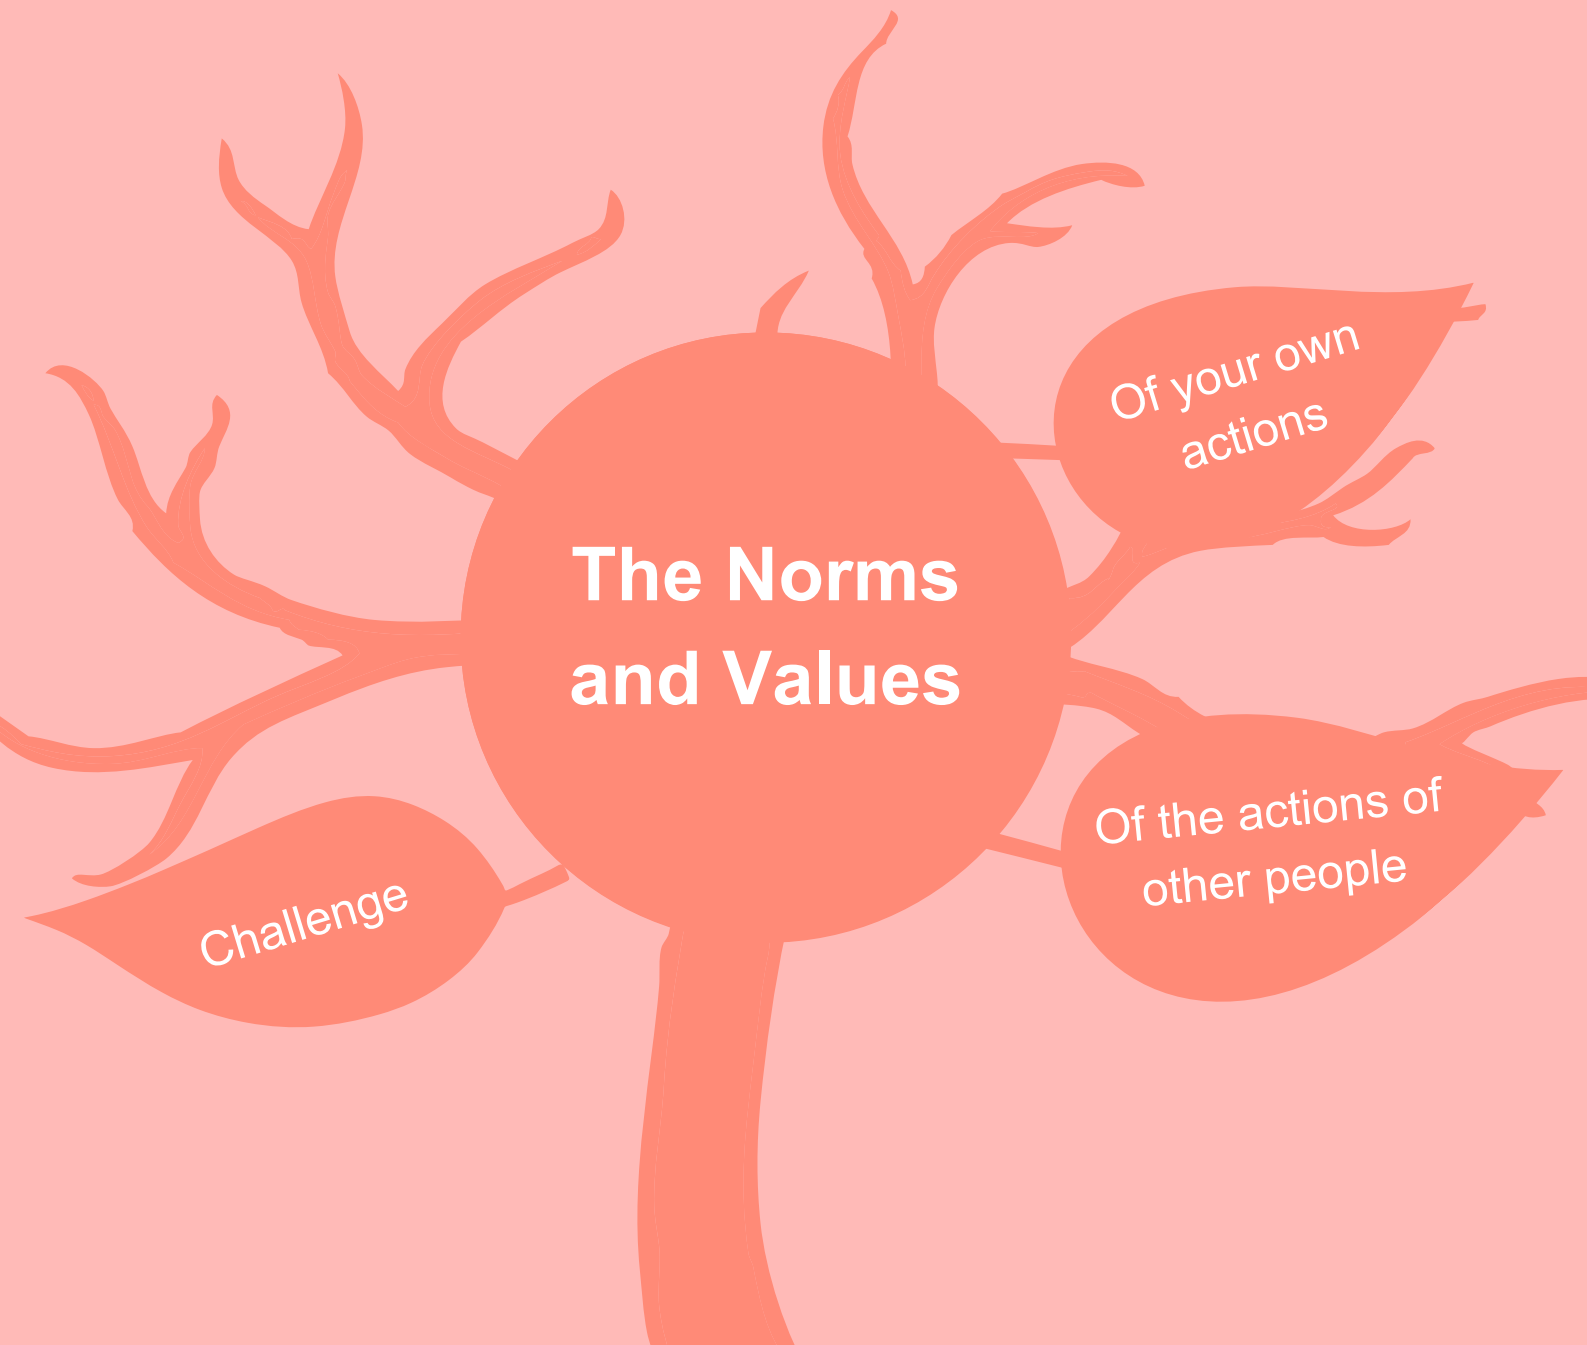 Of your own
actions
The Norms
and Values
Of the actions of
other people
Challenge